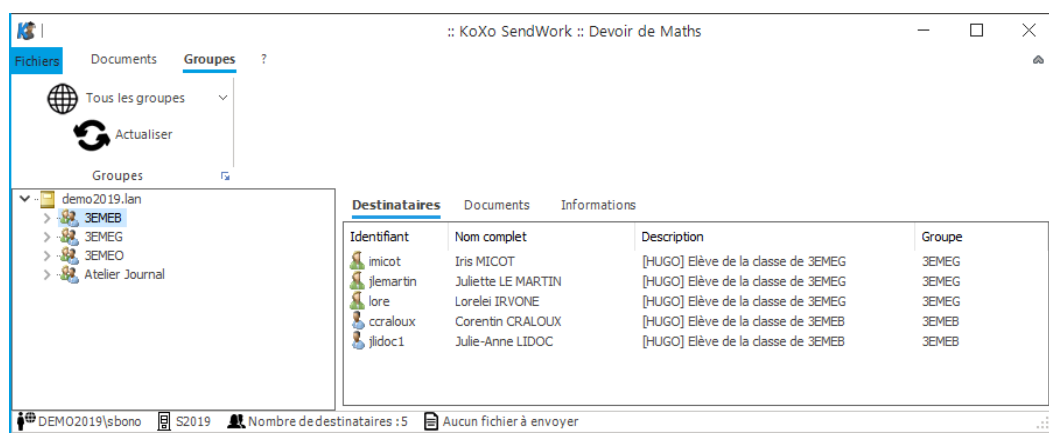 :: KoXo SendWork :: Devoir de Maths
Fichiers Documents Groupes ?
Tous les groupes
Actualiser
Groupes
demo2019.lan
3EMEB
3EMEG
3EMEO
Atelier Journal
Destinataires Documents Informations
Identifiant Nom complet Description Groupe
imicot Iris MICOT [HUGO] Elève de la classe de 3EMEG 3EMEG
jlemartin Juliette LE MARTIN [HUGO] Elève de la classe de 3EMEG 3EMEG
lore Lorelei IRVONE [HUGO] Elève de la classe de 3EMEG 3EMEG
ccraloux Corentin CRALOUX [HUGO] Elève de la classe de 3EMEB 3EMEB
jlidoc1 Julie-Anne LIDOC [HUGO] Elève de la classe de 3EMEB 3EMEB
DEMO2019\sbono S2019 Nombre de destinataires : 5 Aucun fichier à envoyer